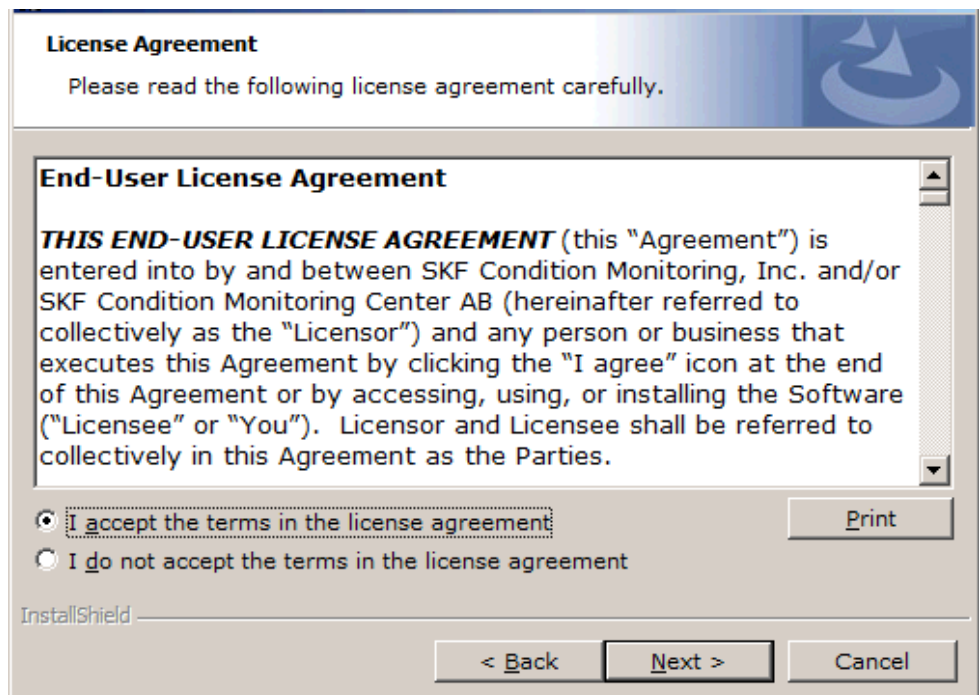 License Agreement
Please read the following license agreement carefully.
End-User License Agreement
THIS END-USER LICENSE AGREEMENT (this “Agreement”) is
entered into by and between SKF Condition Monitoring, Inc. and/or
SKF Condition Monitoring Center AB (hereinafter referred to
collectively as the “Licensor”) and any person or business that
executes this Agreement by clicking the “I agree” icon at the end
of this Agreement or by accessing, using, or installing the Software
(“Licensee” or “You”).  Licensor and Licensee shall be referred to
collectively in this Agreement as the Parties.
I accept the terms in the license agreement
Print
I do not accept the terms in the license agreement
InstallShield
< Back
Next >
Cancel